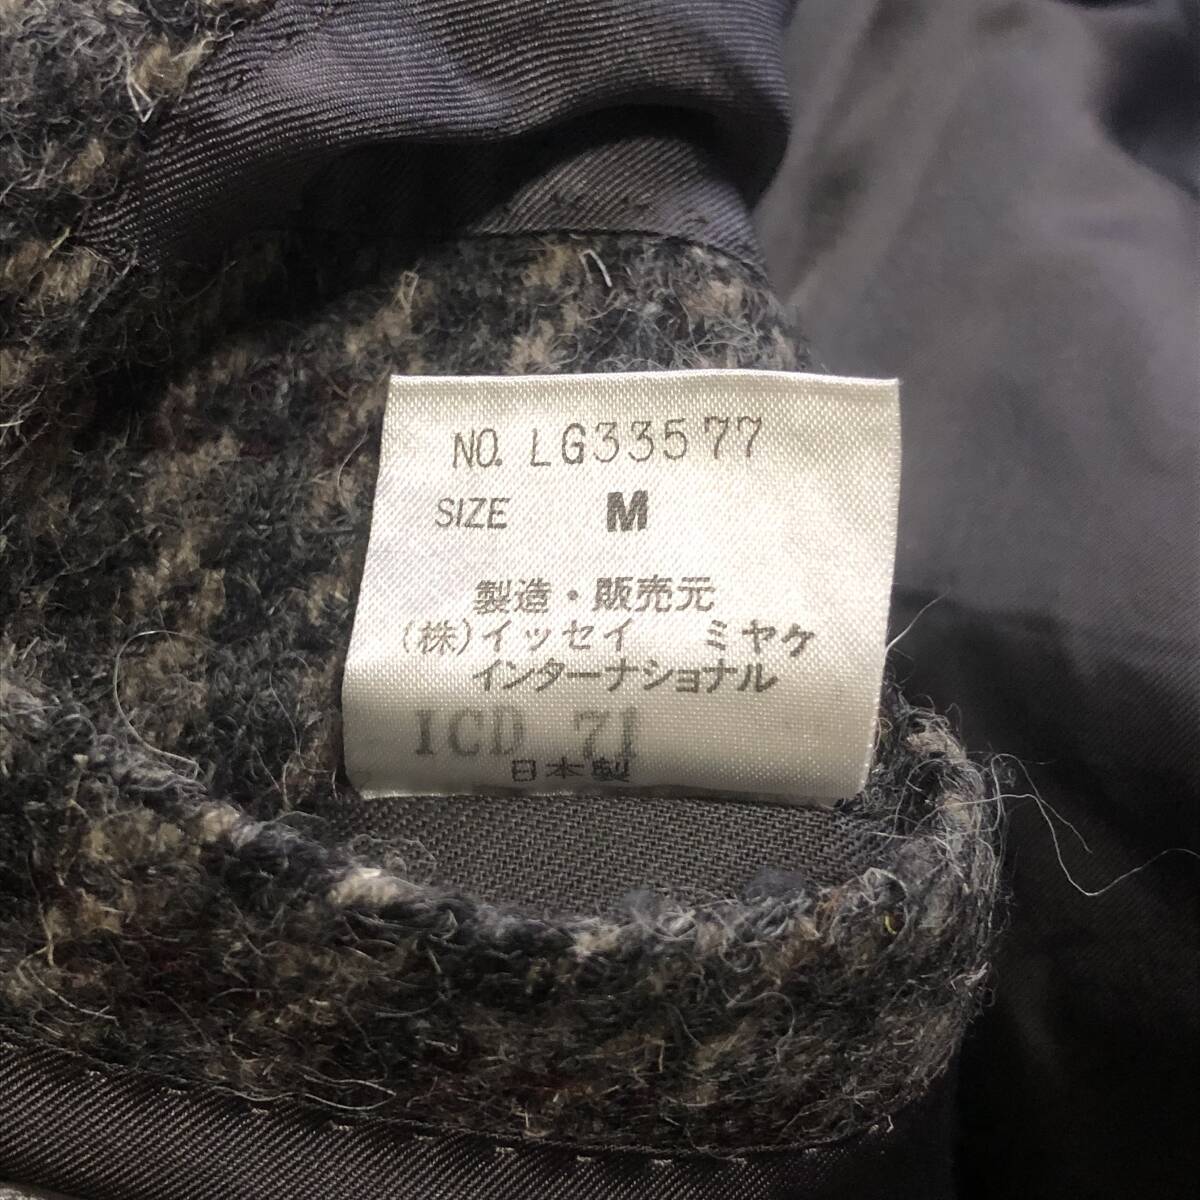 NO. LG33577
SIZE M
製造・販売元
(株)イッセイ ミヤケ
インターナショナル
ICD 71
日本製